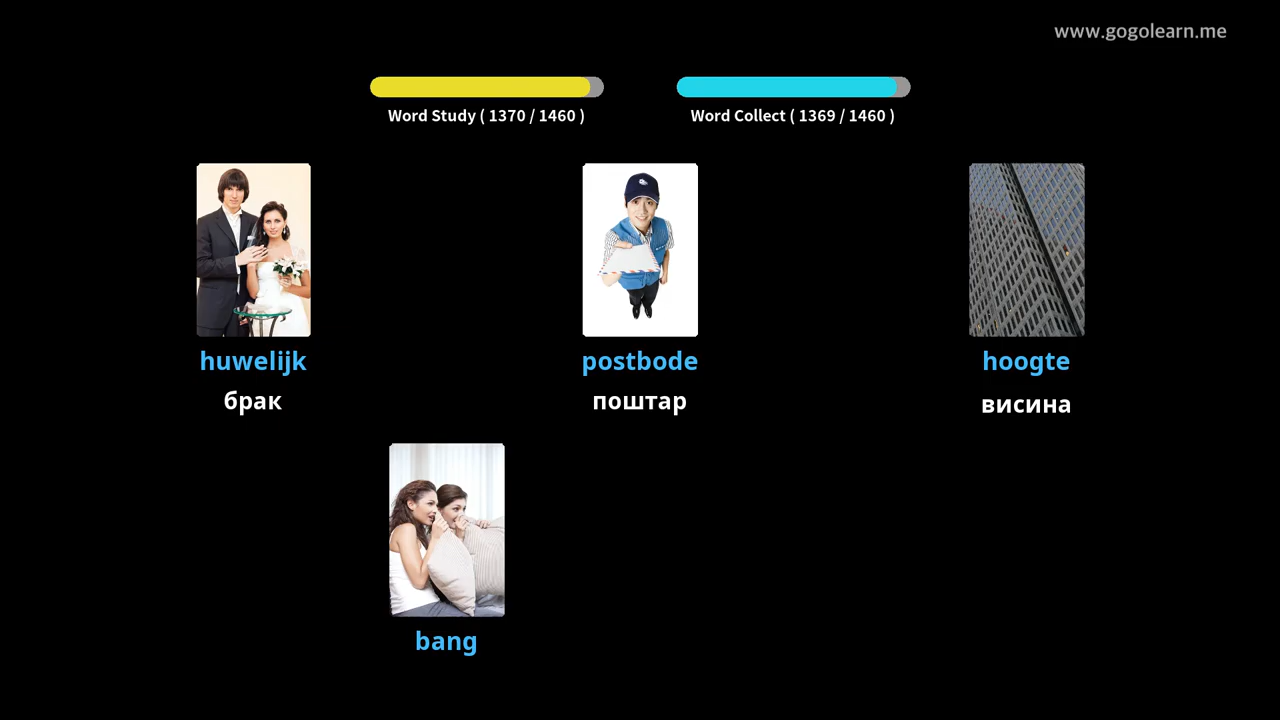 www.gogolearn.me
Word Study ( 1370 / 1460 )
Word Collect ( 1369 / 1460 )
huwelijk
брак
postbode
поштар
hoogte
висина
bang